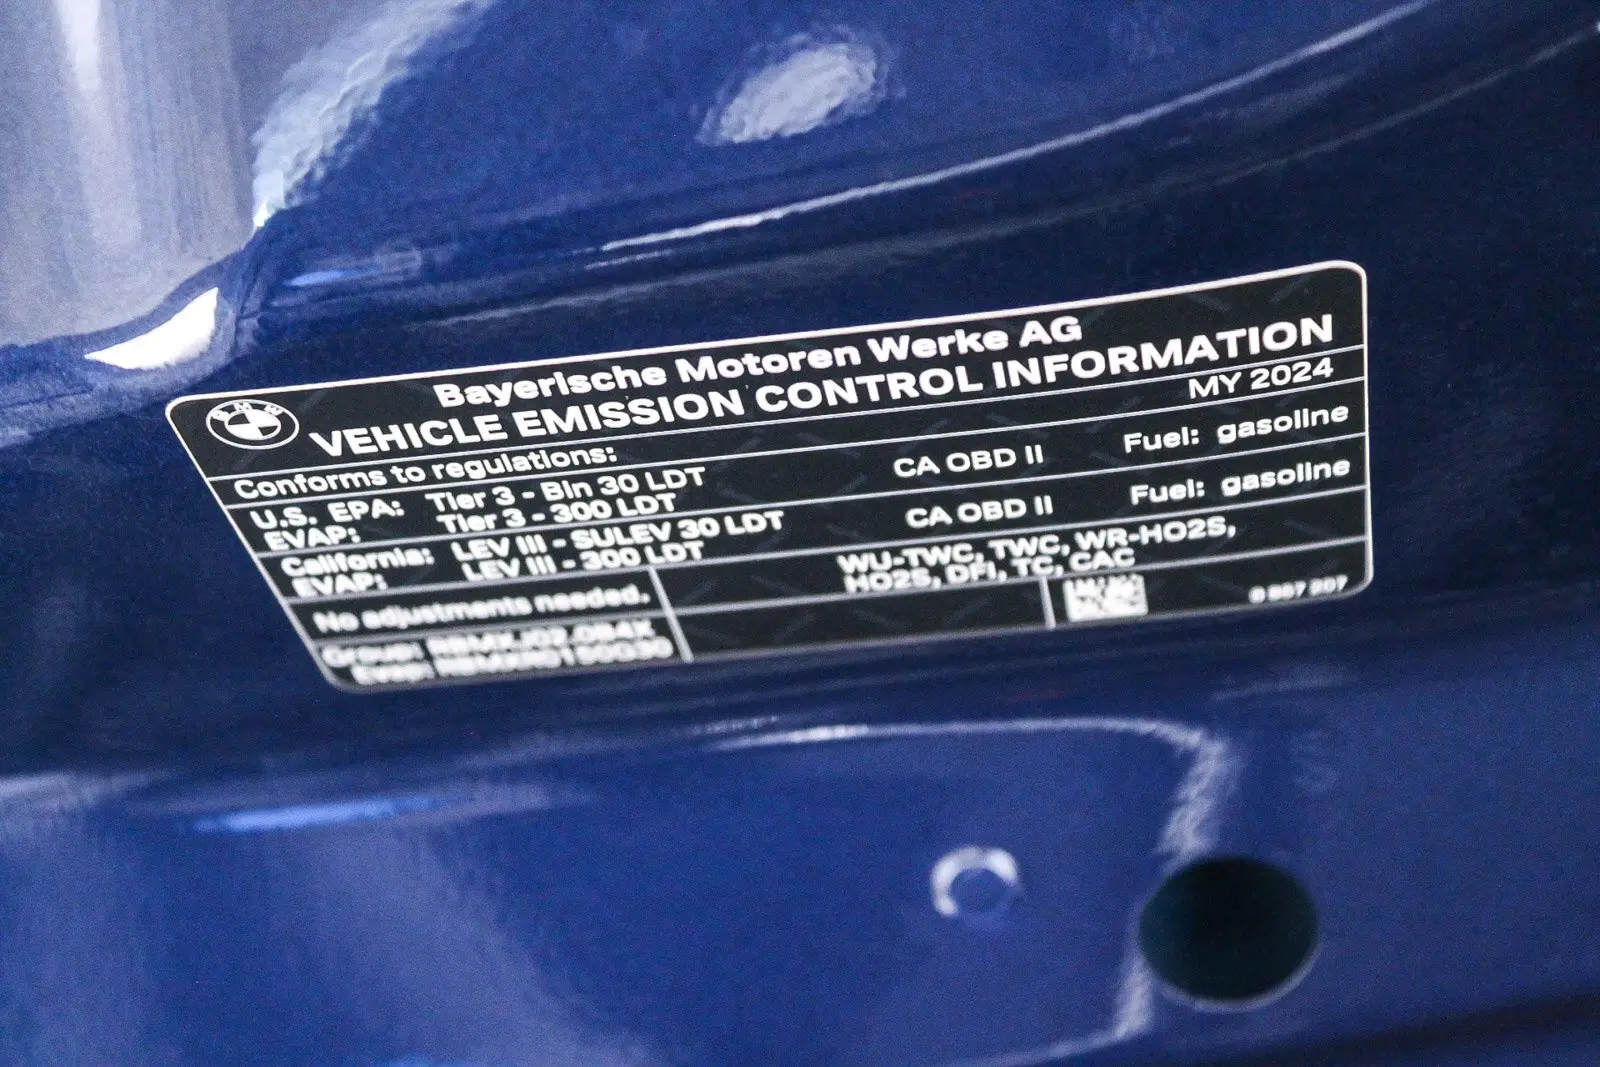 BMW
Bayerische Motoren Werke AG
VEHICLE EMISSION CONTROL INFORMATION
Conforms to regulations: MY 2024
U.S. EPA: Tier 3 - Bin 30 LDT CA OBD II Fuel: gasoline
EVAP: Tier 3 - 300 LDT
California: LEV III - SULEV 30 LDT CA OBD II Fuel: gasoline
EVAP: LEV III - 300 LDT
No adjustments needed. WU-TWC, TWC, WR-HO2S,
HO2S, DFI, TC, CAC
Group:
Evap: